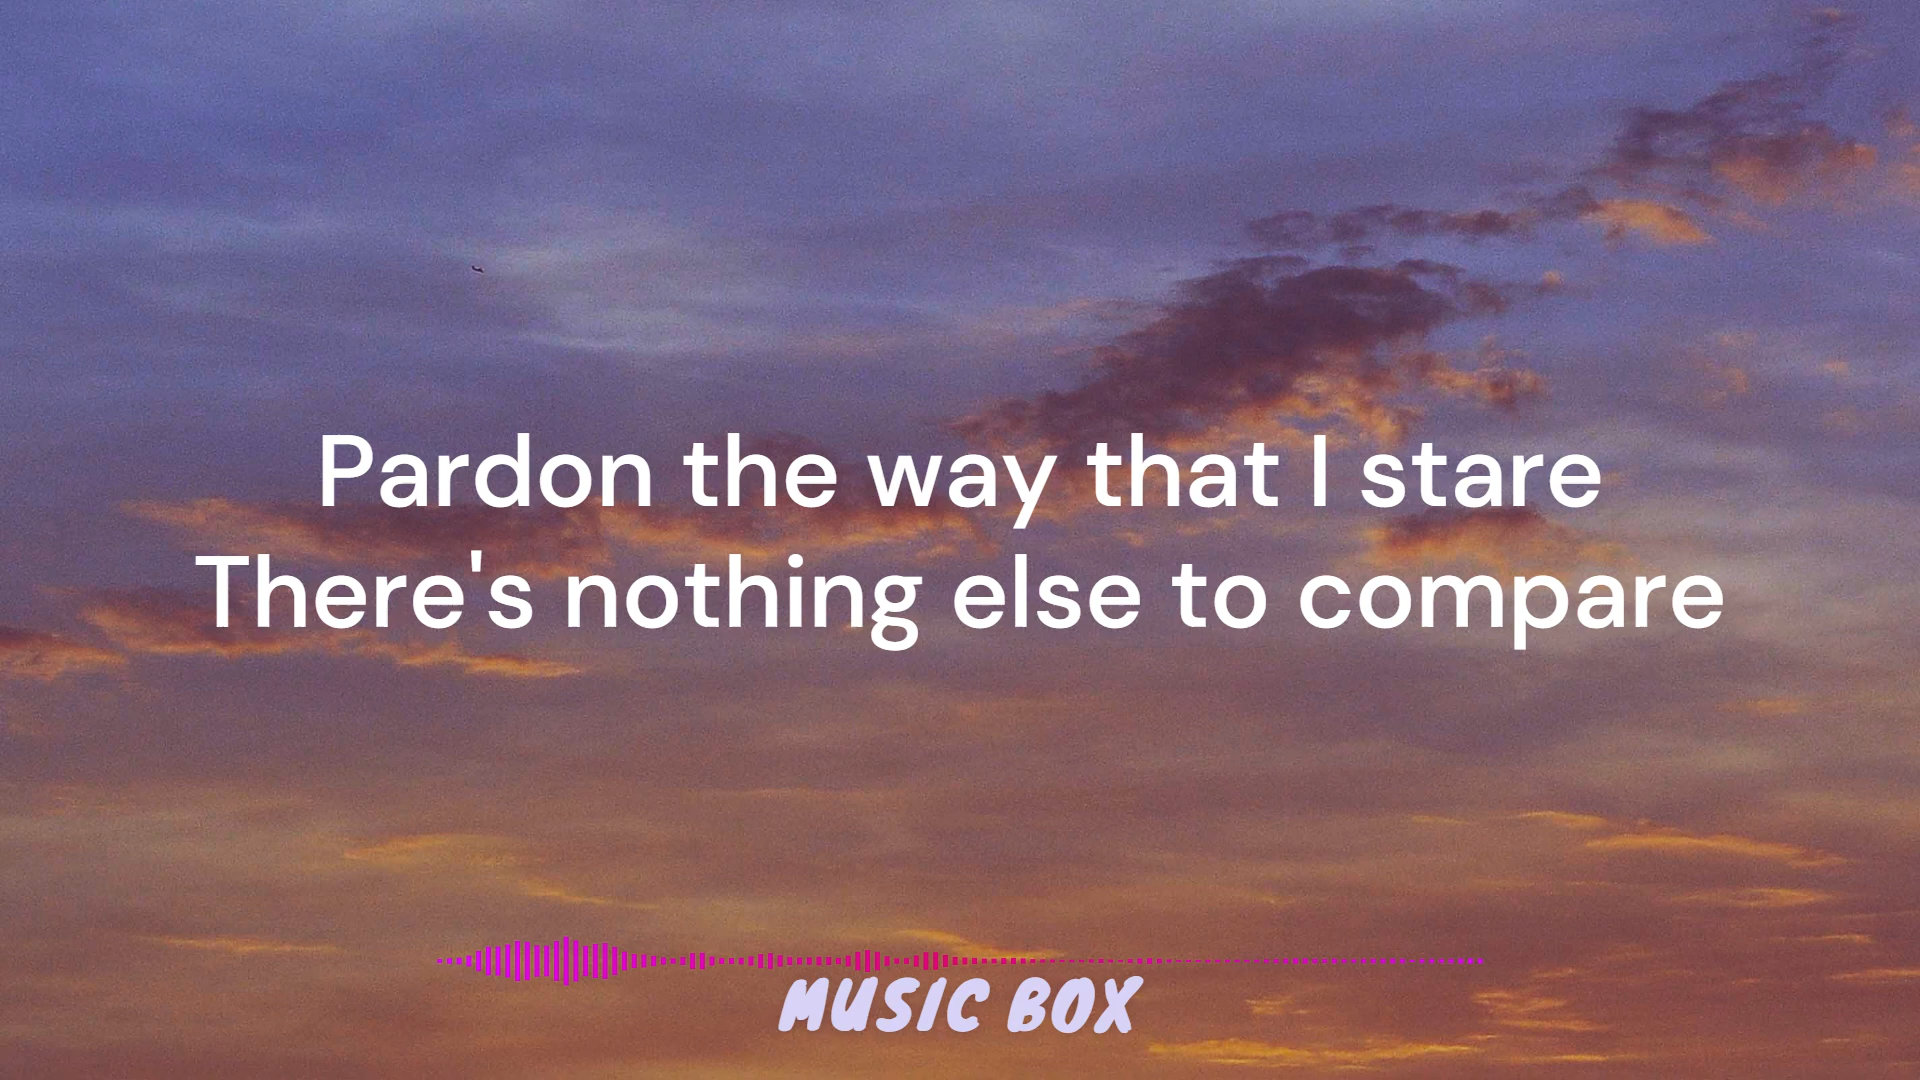 Pardon the way that I stare
There's nothing else to compare
MUSIC BOX